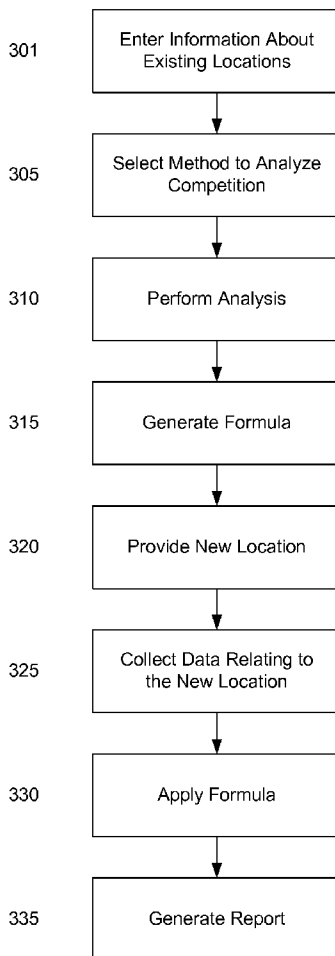 301
Enter Information About
Existing Locations
305
Select Method to Analyze
Competition
310
Perform Analysis
315
Generate Formula
320
Provide New Location
325
Collect Data Relating to
the New Location
330
Apply Formula
335
Generate Report